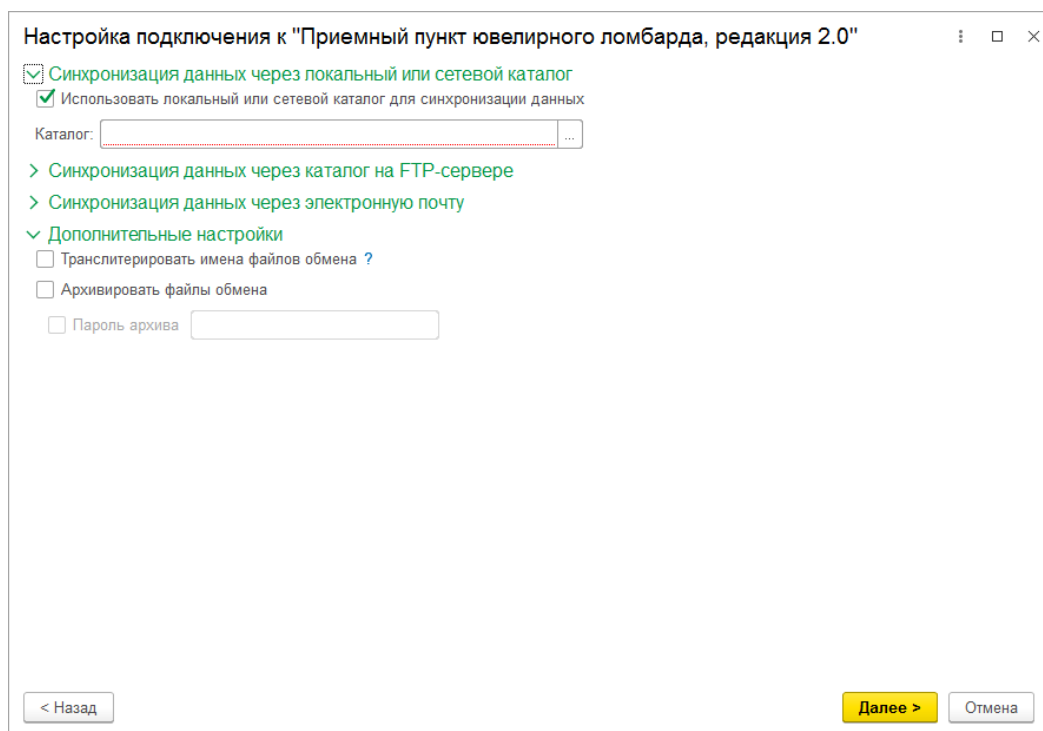 Настройка подключения к "Приемный пункт ювелирного ломбарда, редакция 2.0"
Синхронизация данных через локальный или сетевой каталог
Использовать локальный или сетевой каталог для синхронизации данных
Каталог: ...
Синхронизация данных через каталог на FTP-сервере
Синхронизация данных через электронную почту
Дополнительные настройки
Транслитерировать имена файлов обмена ?
Архивировать файлы обмена
Пароль архива
< Назад Далее > Отмена